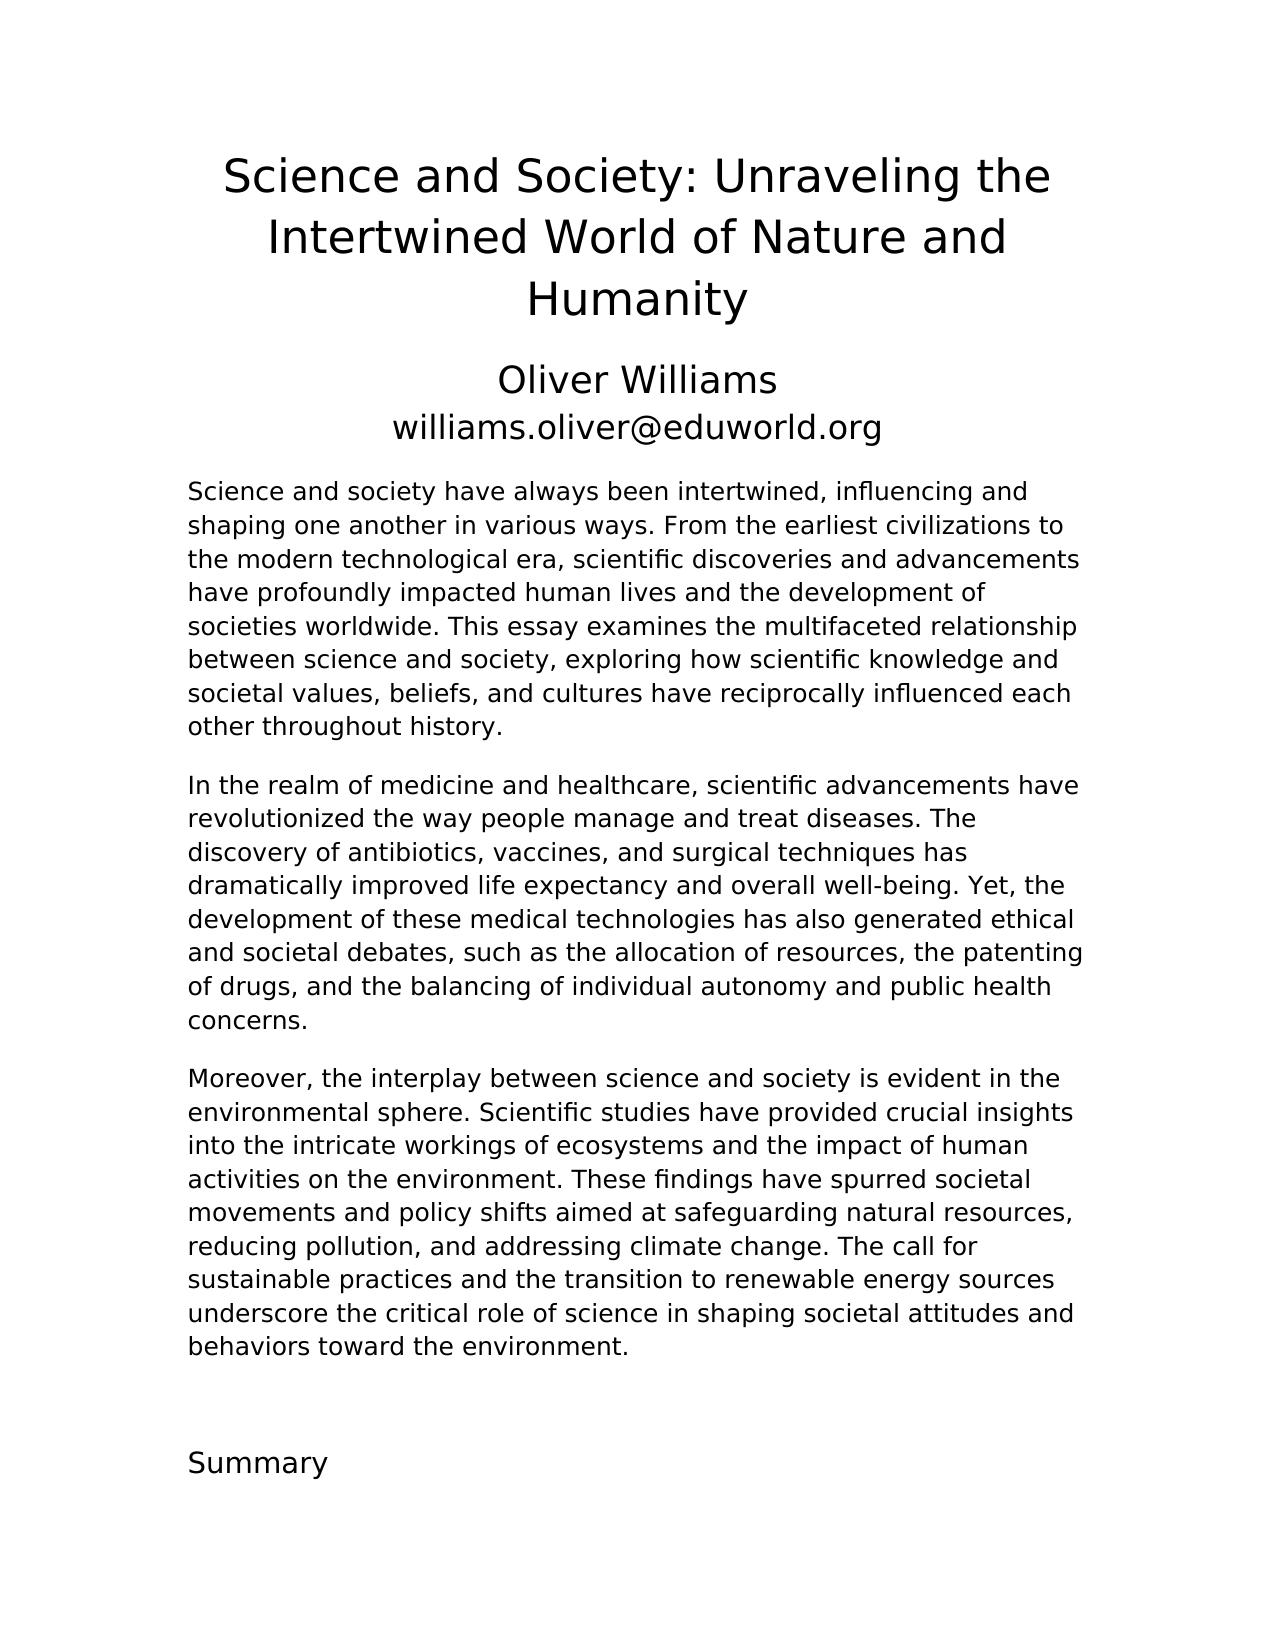 Science and Society: Unraveling the
Intertwined World of Nature and
Humanity
Oliver Williams
williams.oliver@eduworld.org
Science and society have always been intertwined, influencing and
shaping one another in various ways. From the earliest civilizations to
the modern technological era, scientific discoveries and advancements
have profoundly impacted human lives and the development of
societies worldwide. This essay examines the multifaceted relationship
between science and society, exploring how scientific knowledge and
societal values, beliefs, and cultures have reciprocally influenced each
other throughout history.
In the realm of medicine and healthcare, scientific advancements have
revolutionized the way people manage and treat diseases. The
discovery of antibiotics, vaccines, and surgical techniques has
dramatically improved life expectancy and overall well-being. Yet, the
development of these medical technologies has also generated ethical
and societal debates, such as the allocation of resources, the patenting
of drugs, and the balancing of individual autonomy and public health
concerns.
Moreover, the interplay between science and society is evident in the
environmental sphere. Scientific studies have provided crucial insights
into the intricate workings of ecosystems and the impact of human
activities on the environment. These findings have spurred societal
movements and policy shifts aimed at safeguarding natural resources,
reducing pollution, and addressing climate change. The call for
sustainable practices and the transition to renewable energy sources
underscore the critical role of science in shaping societal attitudes and
behaviors toward the environment.
Summary